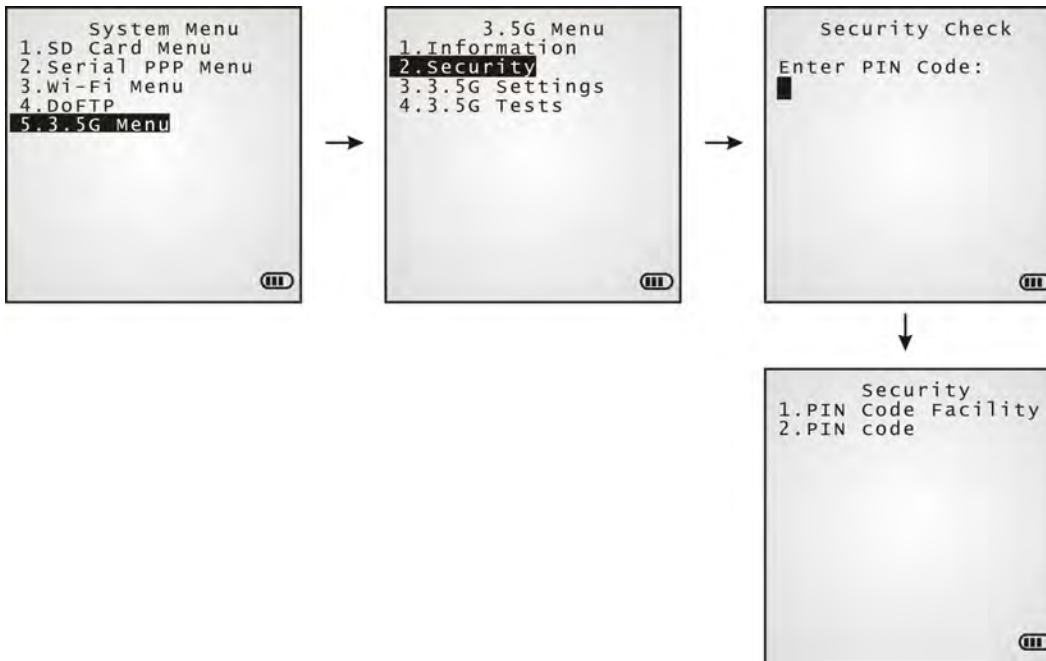 System Menu
1.SD Card Menu
2.Serial PPP Menu
3.Wi-Fi Menu
4.DoFTP
5.3.5G Menu
3.5G Menu
1.Information
2.Security
3.3.5G Settings
4.3.5G Tests
Security Check
Enter PIN Code:
Security
1.PIN Code Facility
2.PIN code